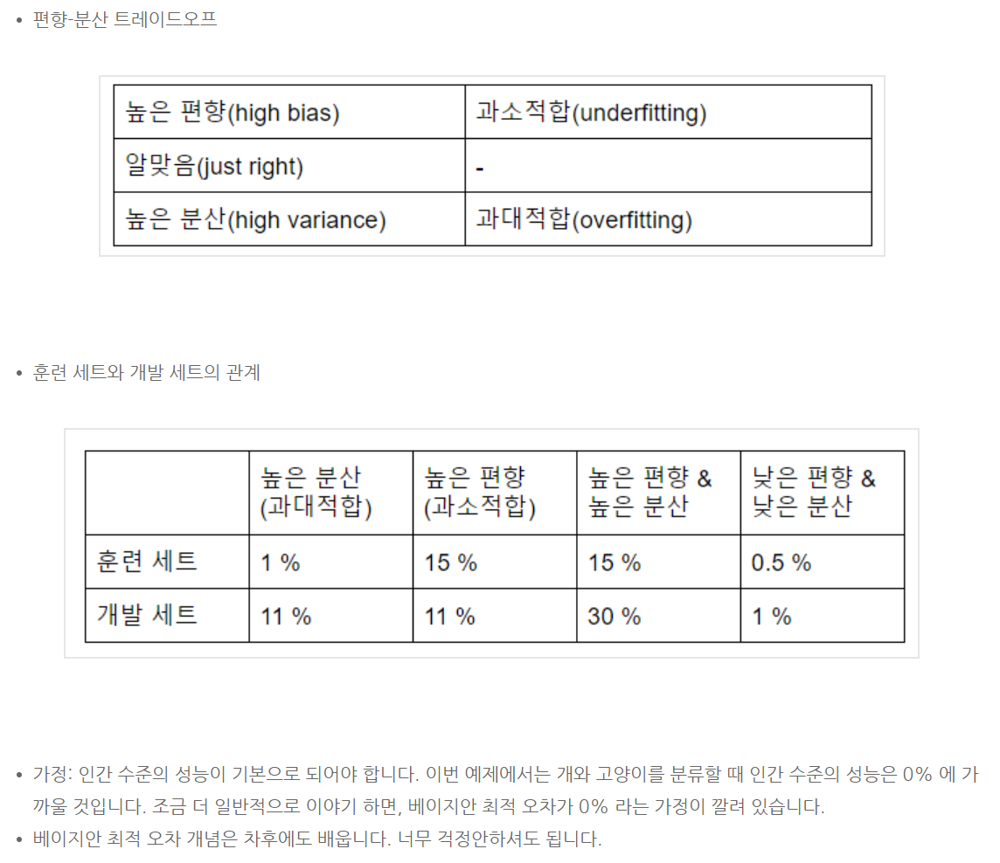 편향-분산 트레이드오프
높은 편향(high bias) 과소적합(underfitting)
알맞음(just right) -
높은 분산(high variance) 과대적합(overfitting)
훈련 세트와 개발 세트의 관계
높은 분산 높은 편향 높은 편향 & 낮은 편향 &
(과대적합) (과소적합) 높은 분산 낮은 분산
훈련 세트 1 % 15 % 15 % 0.5 %
개발 세트 11 % 11 % 30 % 1 %
가정: 인간 수준의 성능이 기본으로 되어야 합니다. 이번 예제에서는 개와 고양이를 분류할 때 인간 수준의 성능은 0% 에 가
까울 것입니다. 조금 더 일반적으로 이야기 하면, 베이지안 최적 오차가 0% 라는 가정이 깔려 있습니다.
베이지안 최적 오차 개념은 차후에도 배웁니다. 너무 걱정안하셔도 됩니다.